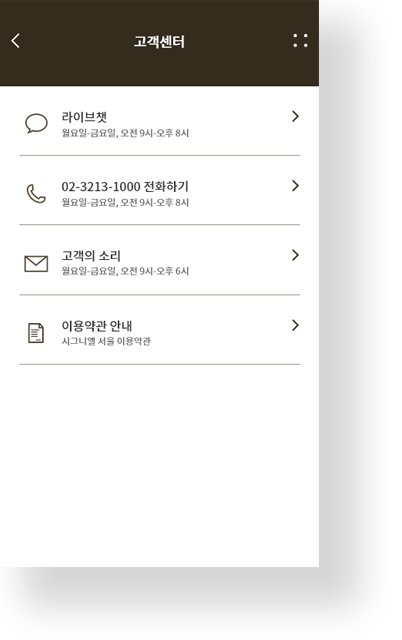 고객센터
라이브챗
월요일-금요일, 오전 9시-오후 8시
02-3213-1000 전화하기
월요일-금요일, 오전 9시-오후 8시
고객의 소리
월요일-금요일, 오전 9시-오후 6시
이용약관 안내
시그니엘 서울 이용약관